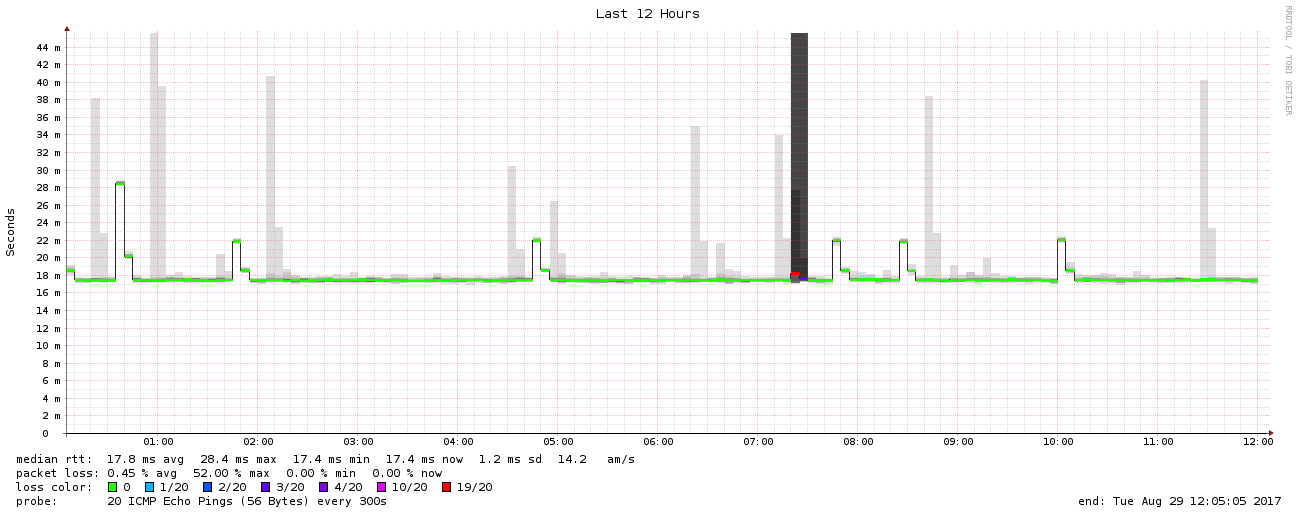 Last 12 Hours
RRDTOOL / TOBI OETIKER
Seconds
44 m
42 m
40 m
38 m
36 m
34 m
32 m
30 m
28 m
26 m
24 m
22 m
20 m
18 m
16 m
14 m
12 m
10 m
8 m
6 m
4 m
2 m
0
01:00 02:00 03:00 04:00 05:00 06:00 07:00 08:00 09:00 10:00 11:00 12:00
median rtt: 17.8 ms avg 28.4 ms max 17.4 ms min 17.4 ms now 1.2 ms sd 14.2 am/s
packet loss: 0.45 % avg 52.00 % max 0.00 % min 0.00 % now
loss color: 0 1/20 2/20 3/20 4/20 10/20 19/20
probe: 20 ICMP Echo Pings (56 Bytes) every 300s end: Tue Aug 29 12:05:05 2017